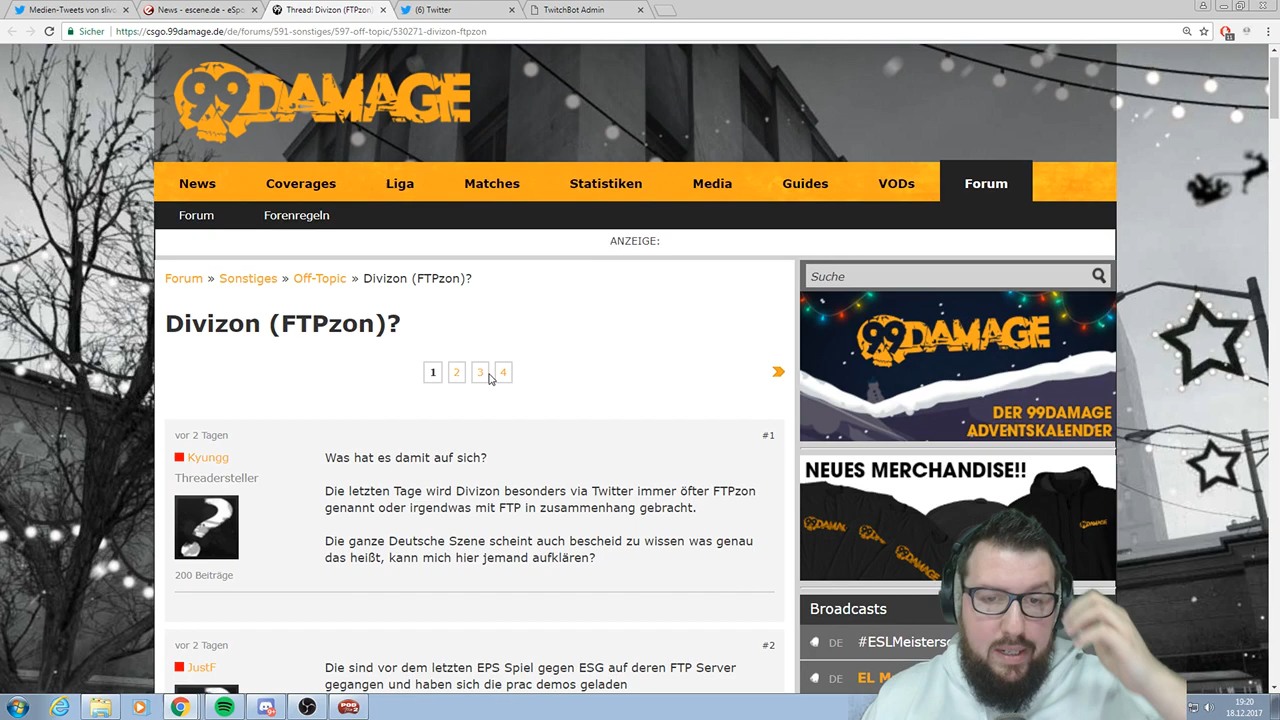 Medien-Tweets von slivo
News - escene.de - eSpo
Thread: Divizon (FTPzon)
(6) Twitter
TwitchBot Admin
Sicher
https://csgo.99damage.de/de/forums/591-sonstiges/597-off-topic/530271-divizon-ftpzon
11
99DAMAGE
News Coverages Liga Matches Statistiken Media Guides VODs Forum
Forum Forenregeln
ANZEIGE:
Forum » Sonstiges » Off-Topic » Divizon (FTPzon)?
Divizon (FTPzon)?
1 2 3 4
vor 2 Tagen
#1
Kyungg
Threadersteller
200 Beiträge
Was hat es damit auf sich?
Die letzten Tage wird Divizon besonders via Twitter immer öfter FTPzon
genannt oder irgendwas mit FTP in zusammenhang gebracht.
Die ganze Deutsche Szene scheint auch bescheid zu wissen was genau
das heißt, kann mich hier jemand aufklären?
vor 2 Tagen
#2
JustF
Die sind vor dem letzten EPS Spiel gegen ESG auf deren FTP Server
gegangen und haben sich die prac demos geladen
Suche
99DAMAGE
DER 99DAMAGE
ADVENTSKALENDER
NEUES MERCHANDISE!!
Broadcasts
DE #ESLMeistersc
DE EL M
19:20
18.12.2017